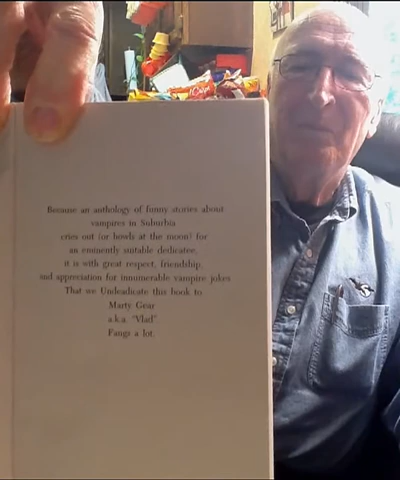 Because an anthology of funny stories about
vampires in Suburbia
cries out (or howls at the moon? for
an eminently suitable dedicatee,
it is with great respect, friendship,
and appreciation for innumerable vampire jokes
That we Undeadicate this book to
Marty Gear
a.k.a. "Vlad"
Fangs a lot.